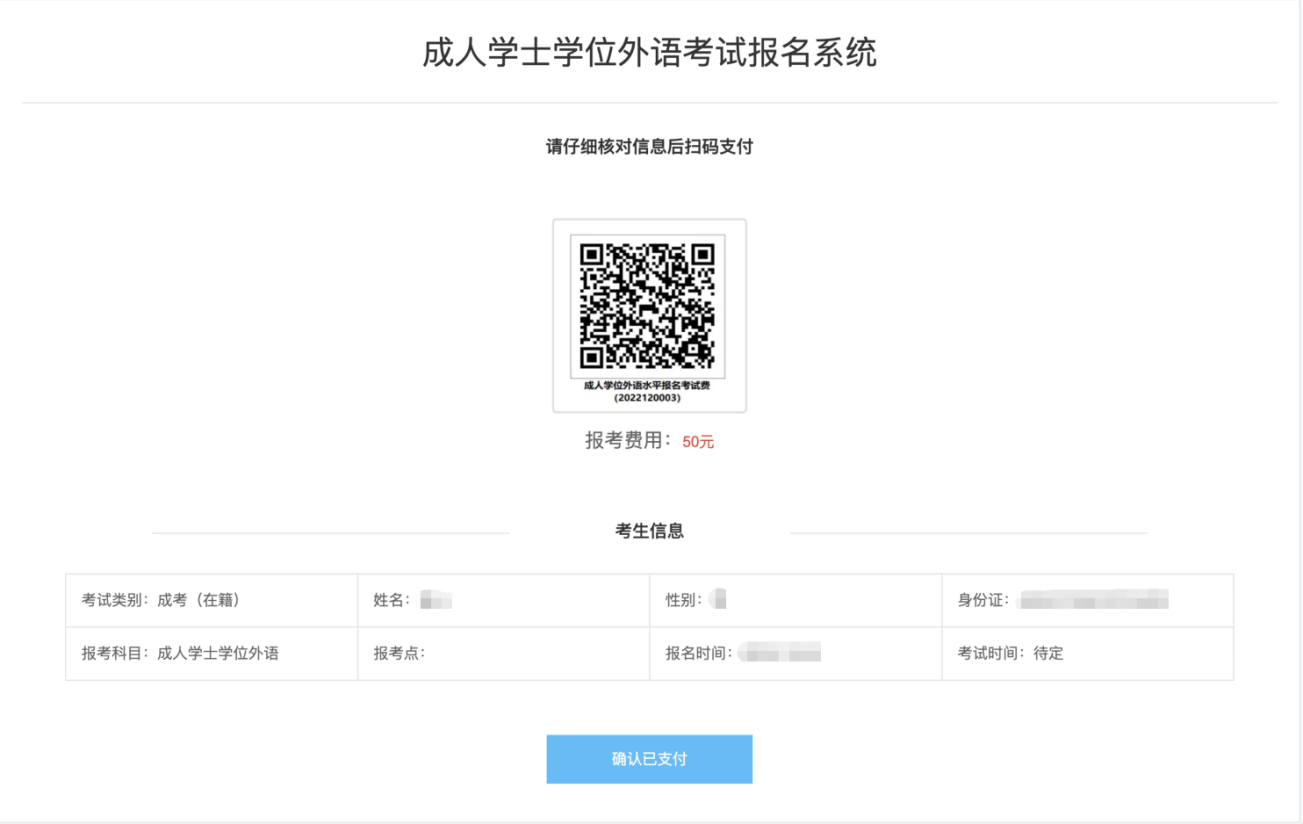 成人学士学位外语考试报名系统
请仔细核对信息后扫码支付
成人学位外语水平报名考试费
(2022120003)
报考费用：50元
考生信息
考试类别：成考（在籍） 姓名： 性别： 身份证：
报考科目：成人学士学位外语 报考点： 报名时间： 考试时间：待定
确认已支付